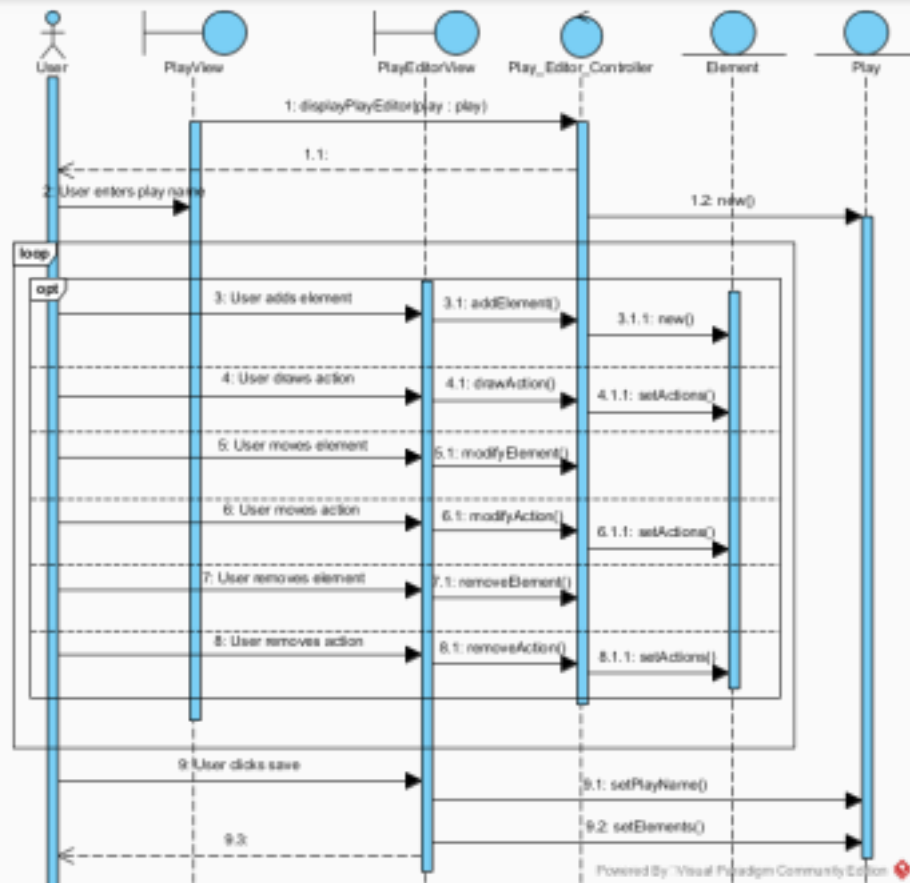 User
PlayView
PlayEditorView
Play_Editor_Controller
Element
Play
1: displayPlayEditor(play : play)
1.1:
2: User enters play name
1.2: new()
loop
opt
3: User adds element
3.1: addElement()
3.1.1: new()
4: User draws action
4.1: drawAction()
4.1.1: setActions()
5: User moves element
5.1: modifyElement()
6: User moves action
6.1: modifyAction()
6.1.1: setActions()
7: User removes element
7.1: removeElement()
8: User removes action
8.1: removeAction()
8.1.1: setActions()
9: User clicks save
9.1: setPlayName()
9.2: setElements()
9.3:
Powered By Visual Paradigm Community Edition